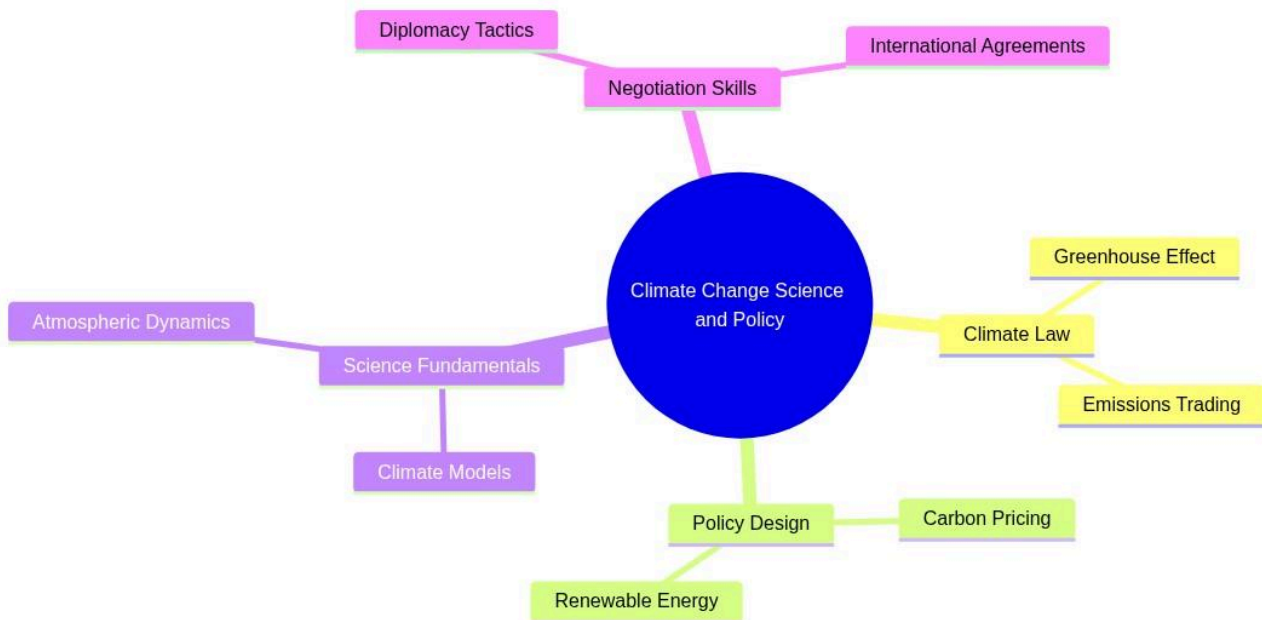 Diplomacy Tactics
International Agreements
Negotiation Skills
Climate Change Science
and Policy
Greenhouse Effect
Climate Law
Emissions Trading
Atmospheric Dynamics
Science Fundamentals
Climate Models
Policy Design
Carbon Pricing
Renewable Energy